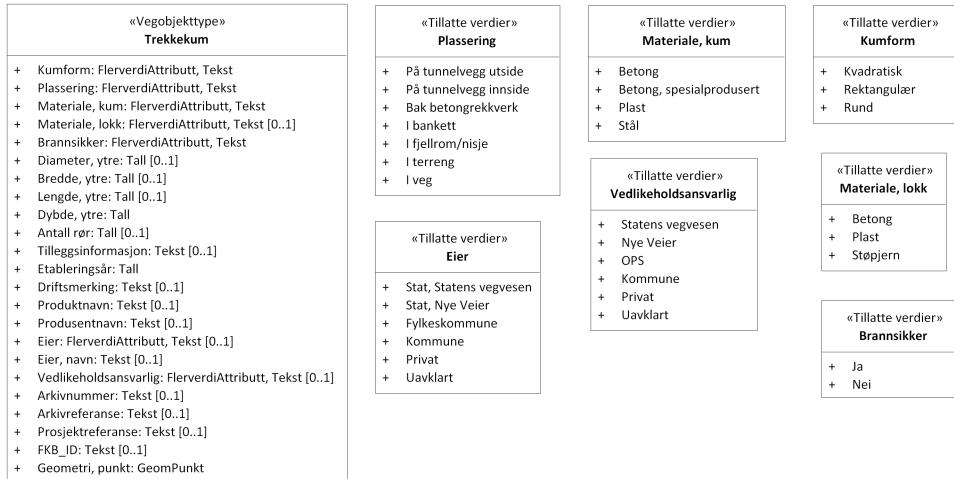 «Vegobjekttype»
Trekkekum
+ Kumform: FlerverdiAttributt, Tekst
+ Plassering: FlerverdiAttributt, Tekst
+ Materiale, kum: FlerverdiAttributt, Tekst
+ Materiale, lokk: FlerverdiAttributt, Tekst [0..1]
+ Brannsikker: FlerverdiAttributt, Tekst
+ Diameter, ytre: Tall [0..1]
+ Bredde, ytre: Tall [0..1]
+ Lengde, ytre: Tall [0..1]
+ Dybde, ytre: Tall
+ Antall rør: Tall [0..1]
+ Tilleggsinformasjon: Tekst [0..1]
+ Etableringsår: Tall
+ Driftsmerking: Tekst [0..1]
+ Produktnavn: Tekst [0..1]
+ Produsentnavn: Tekst [0..1]
+ Eier: FlerverdiAttributt, Tekst [0..1]
+ Eier, navn: Tekst [0..1]
+ Vedlikeholdsansvarlig: FlerverdiAttributt, Tekst [0..1]
+ Arkivnummer: Tekst [0..1]
+ Arkivreferanse: Tekst [0..1]
+ Prosjektreferanse: Tekst [0..1]
+ FKB_ID: Tekst [0..1]
+ Geometri, punkt: GeomPunkt
«Tillatte verdier»
Plassering
+ På tunnelvegg utside
+ På tunnelvegg innside
+ Bak betongrekkverk
+ I bankett
+ I fjellrom/nisje
+ I terreng
+ I veg
«Tillatte verdier»
Eier
+ Stat, Statens vegvesen
+ Stat, Nye Veier
+ Fylkeskommune
+ Kommune
+ Privat
+ Uavklart
«Tillatte verdier»
Materiale, kum
+ Betong
+ Betong, spesialprodusert
+ Plast
+ Stål
«Tillatte verdier»
Vedlikeholdsansvarlig
+ Statens vegvesen
+ Nye Veier
+ OPS
+ Kommune
+ Privat
+ Uavklart
«Tillatte verdier»
Kumform
+ Kvadratisk
+ Rektangulær
+ Rund
«Tillatte verdier»
Materiale, lokk
+ Betong
+ Plast
+ Støpjern
«Tillatte verdier»
Brannsikker
+ Ja
+ Nei